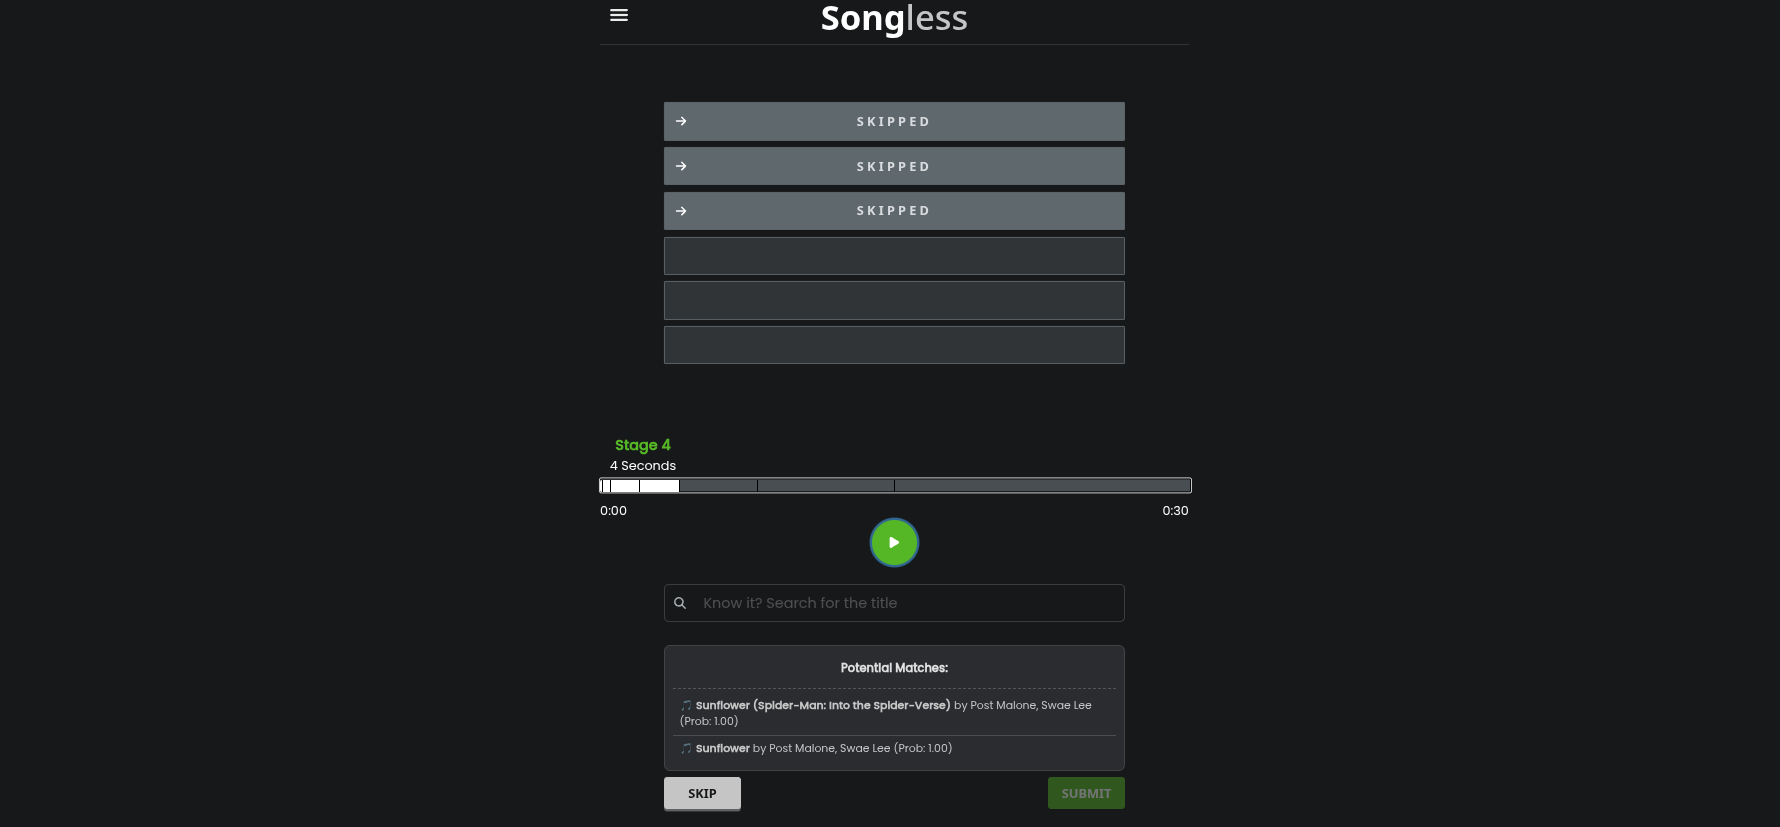 Songless
SKIPPED
SKIPPED
SKIPPED
Stage 4
4 Seconds
0:00 0:30
Know it? Search for the title
Potential Matches:
🎵 Sunflower (Spider-Man: Into the Spider-Verse) by Post Malone, Swae Lee
(Prob: 1.00)
🎵 Sunflower by Post Malone, Swae Lee (Prob: 1.00)
SKIP SUBMIT